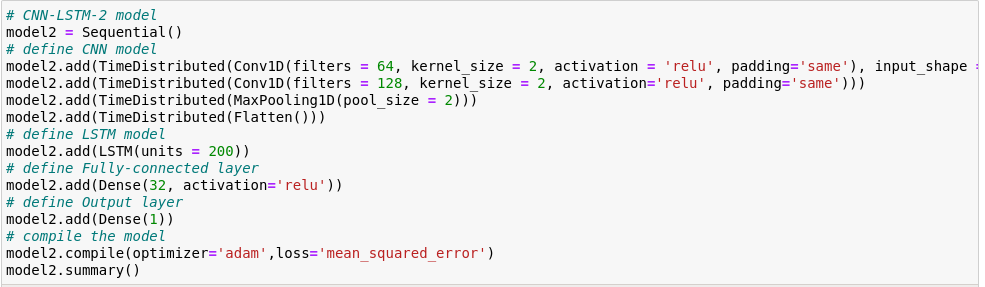 # CNN-LSTM-2 model
model2 = Sequential()
# define CNN model
model2.add(TimeDistributed(Conv1D(filters = 64, kernel_size = 2, activation = 'relu', padding='same'), input_shape =
model2.add(TimeDistributed(Conv1D(filters = 128, kernel_size = 2, activation='relu', padding='same')))
model2.add(TimeDistributed(MaxPooling1D(pool_size = 2)))
model2.add(TimeDistributed(Flatten()))
# define LSTM model
model2.add(LSTM(units = 200))
# define Fully-connected layer
model2.add(Dense(32, activation='relu'))
# define Output layer
model2.add(Dense(1))
# compile the model
model2.compile(optimizer='adam',loss='mean_squared_error')
model2.summary()